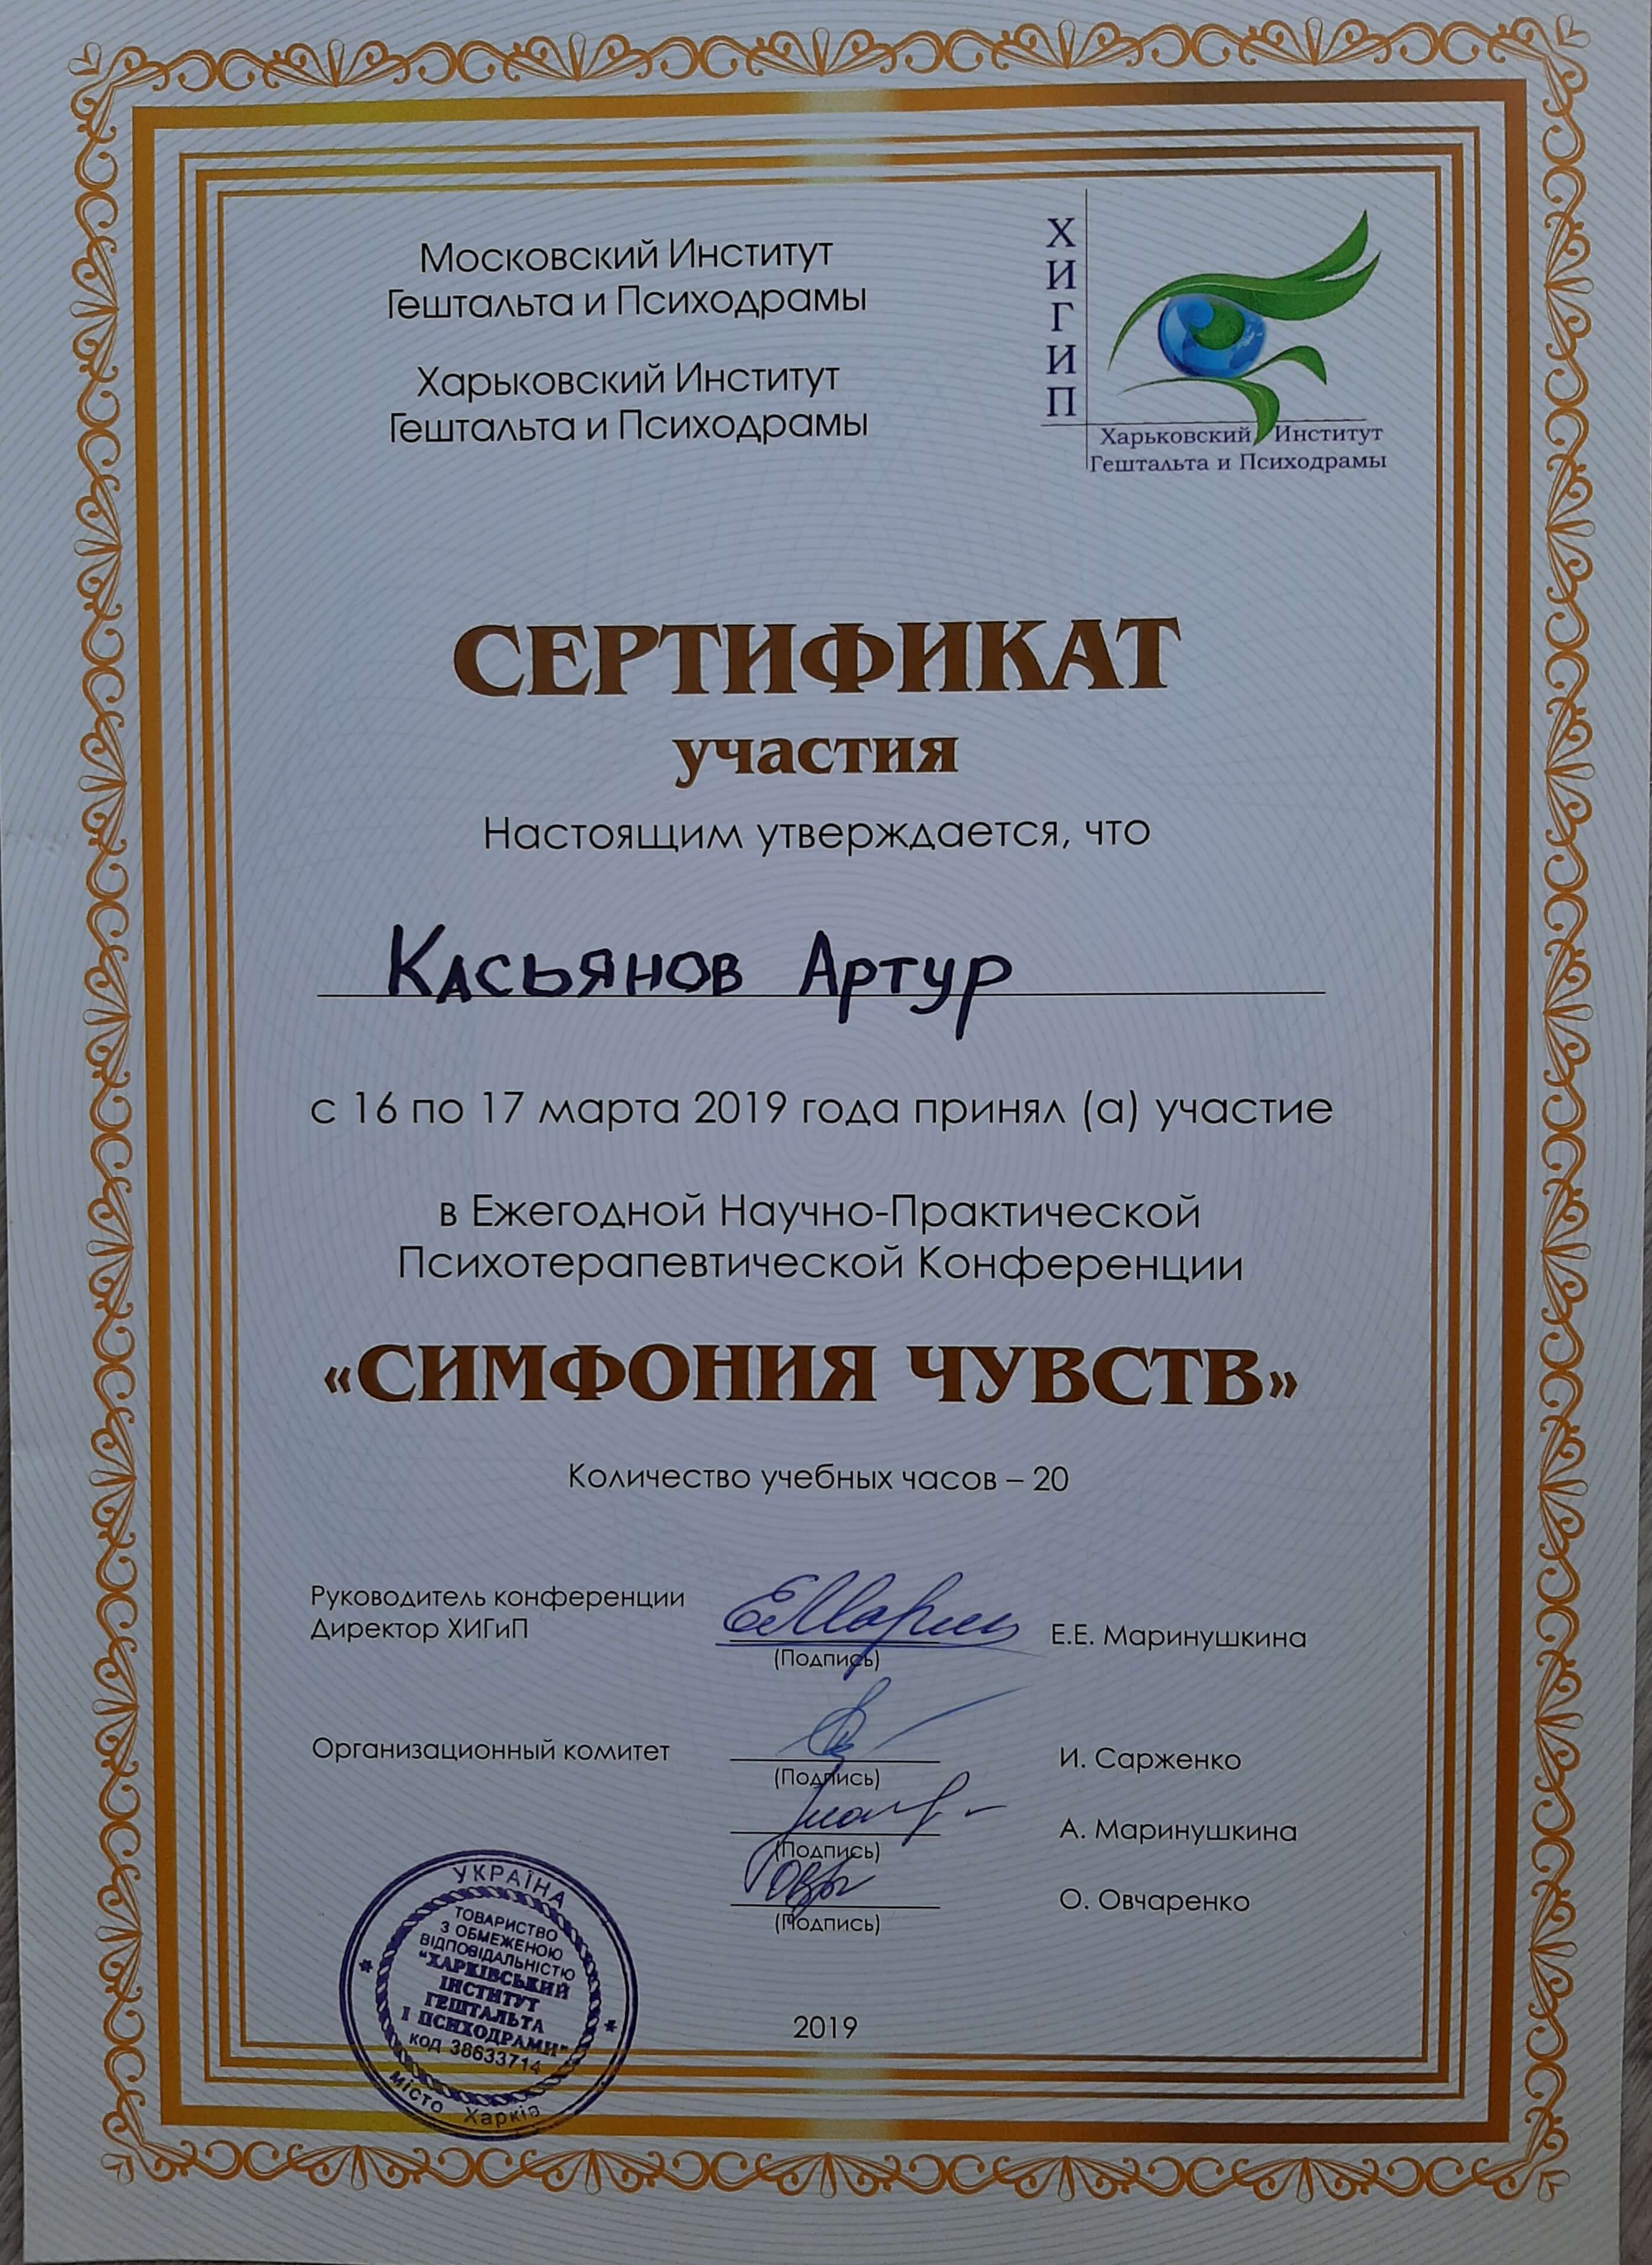 Московский Институт
Гештальта и Психодрамы
Харьковский Институт
Гештальта и Психодрамы
ХИГИП
Харьковский Институт
Гештальта и Психодрамы
СЕРТИФИКАТ
участия
Настоящим утверждается, что
Касьянов Артур
с 16 по 17 марта 2019 года принял (а) участие
в Ежегодной Научно-Практической
Психотерапевтической Конференции
«СИМФОНИЯ ЧУВСТВ»
Количество учебных часов – 20
Руководитель конференции
Директор ХИГиП
(Подпись)
Е.Е. Маринушкина
Организационный комитет
(Подпись)
И. Сарженко
(Подпись)
А. Маринушкина
(Подпись)
О. Овчаренко
УКРАЇНА
ТОВАРИСТВО
З ОБМЕЖЕНОЮ
ВІДПОВІДАЛЬНІСТЮ
"ХАРКІВСЬКИЙ
ІНСТИТУТ
ГЕШТАЛЬТА
І ПСИХОДРАМИ"
код 38633714
місто Харків
2019